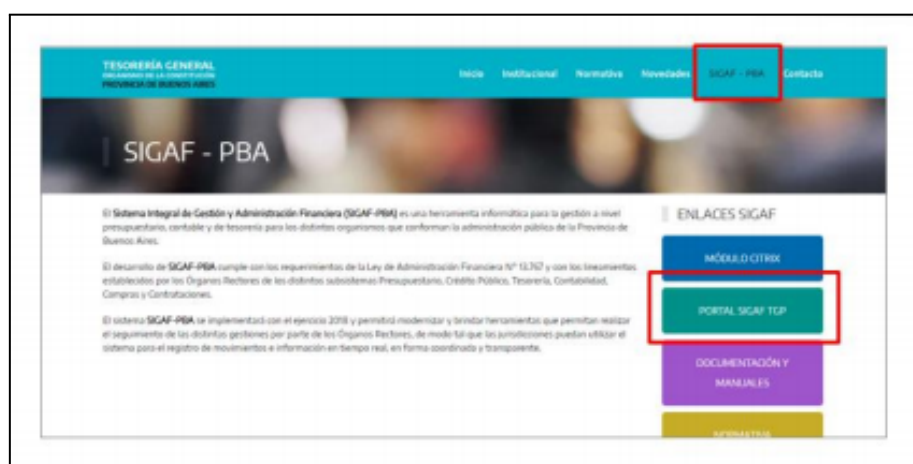 TESORERÍA GENERAL
ORGANISMO DE LA CONSTITUCIÓN
PROVINCIA DE BUENOS AIRES
Inicio Institucional Normativa Novedades SIGAF - PBA Contacto
SIGAF - PBA
El Sistema Integral de Gestión y Administración Financiera (SIGAF-PBA) es una herramienta informática para la gestión a nivel
presupuestario, contable y de tesorería para los distintos organismos que conforman la administración pública de la Provincia de
Buenos Aires.
El desarrollo de SIGAF-PBA cumple con los requerimientos de la Ley de Administración Financiera N° 13.767 y con los lineamientos
establecidos por los Órganos Rectores de los distintos subsistemas Presupuestario, Crédito Público, Tesorería, Contabilidad,
Compras y Contrataciones.
El sistema SIGAF-PBA se implementará con el ejercicio 2018 y permitirá modernizar y brindar herramientas que permitan realizar
el seguimiento de las distintas gestiones por parte de los Órganos Rectores, de modo tal que las jurisdicciones puedan utilizar el
sistema para el registro de movimientos e información en tiempo real, en forma coordinada y transparente.
ENLACES SIGAF
MÓDULO CITRIX
PORTAL SIGAF TGP
DOCUMENTACIÓN Y
MANUALES
NORMATIVA